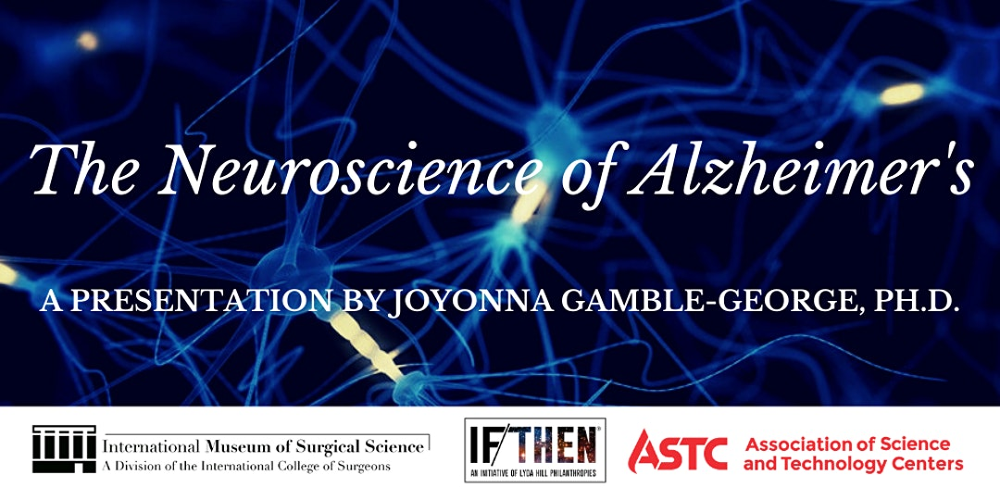 The Neuroscience of Alzheimer's
A PRESENTATION BY JOYONNA GAMBLE-GEORGE, PH.D.
International Museum of Surgical Science
A Division of the International College of Surgeons
IF/THEN®
AN INITIATIVE OF LYDA HILL PHILANTHROPIES
ASTC
Association of Science
and Technology Centers